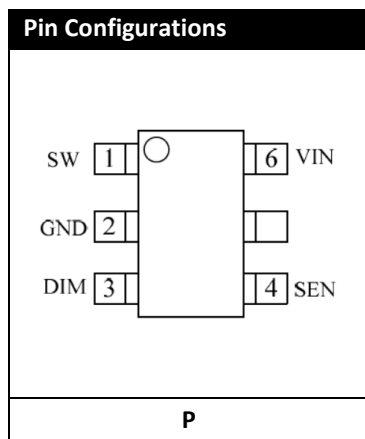 Pin Configurations
SW 1 6 VIN
GND 2
DIM 3 4 SEN
P